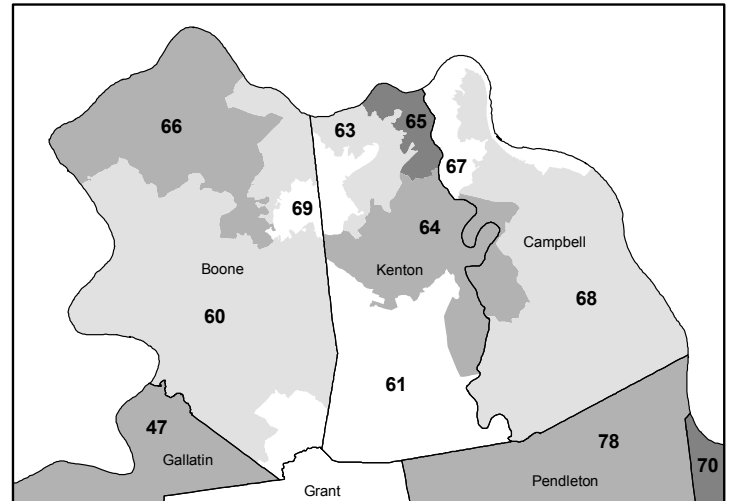 66
63
65
67
69
64
Campbell
Boone
Kenton
68
60
61
47
78
Gallatin
70
Pendleton
Grant